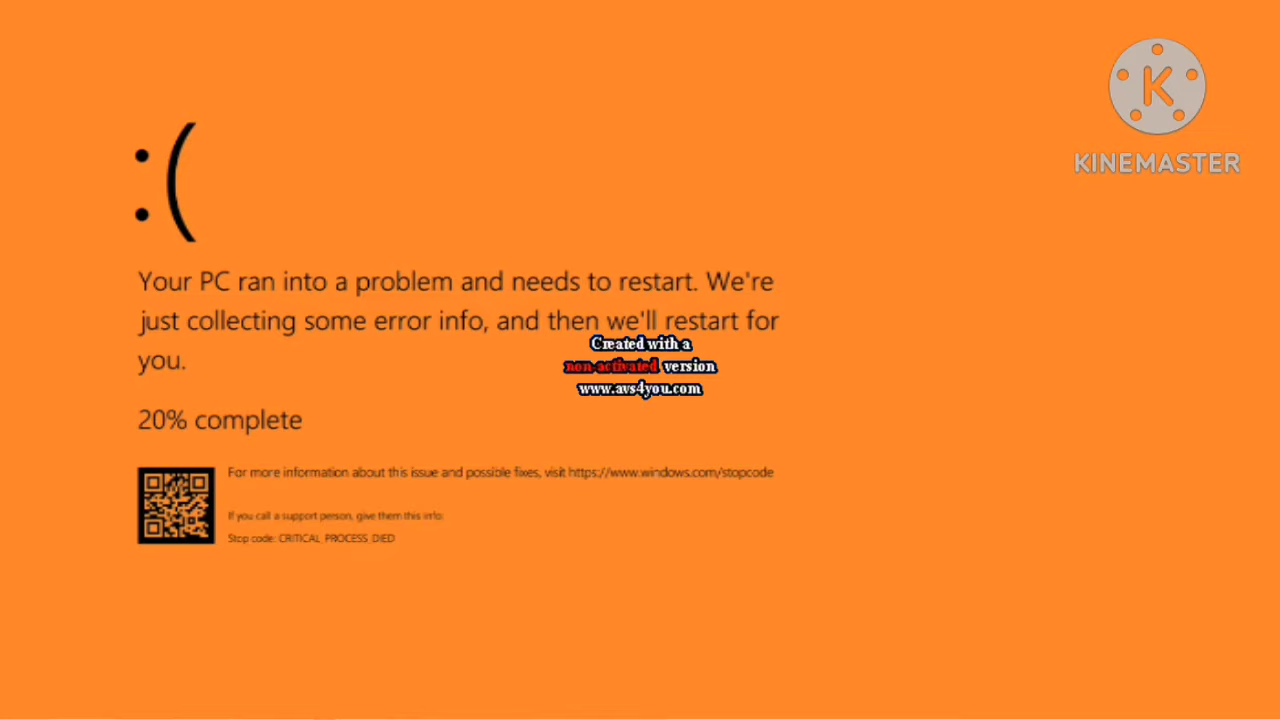 K
KINEMASTER
:(
Your PC ran into a problem and needs to restart. We're
just collecting some error info, and then we'll restart for
you.
Created with a
non-activated version
www.avs4you.com
20% complete
For more information about this issue and possible fixes, visit https://www.windows.com/stopcode
If you call a support person, give them this info:
Stop code: CRITICAL_PROCESS_DIED